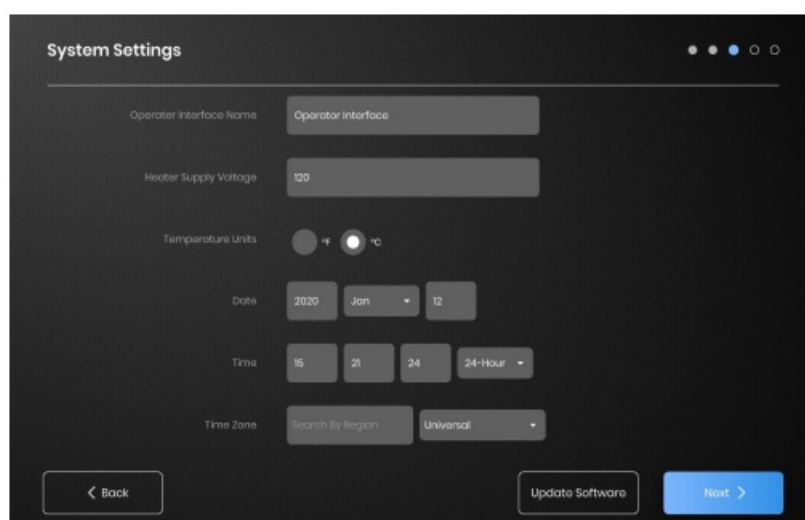 System Settings
Operator Interface Name
Operator Interface
Heater Supply Voltage
120
Temperature Units
°F
°C
Date
2020
Jan
12
Time
15
21
24
24-Hour
Time Zone
Search By Region
Universal
Back
Update Software
Next